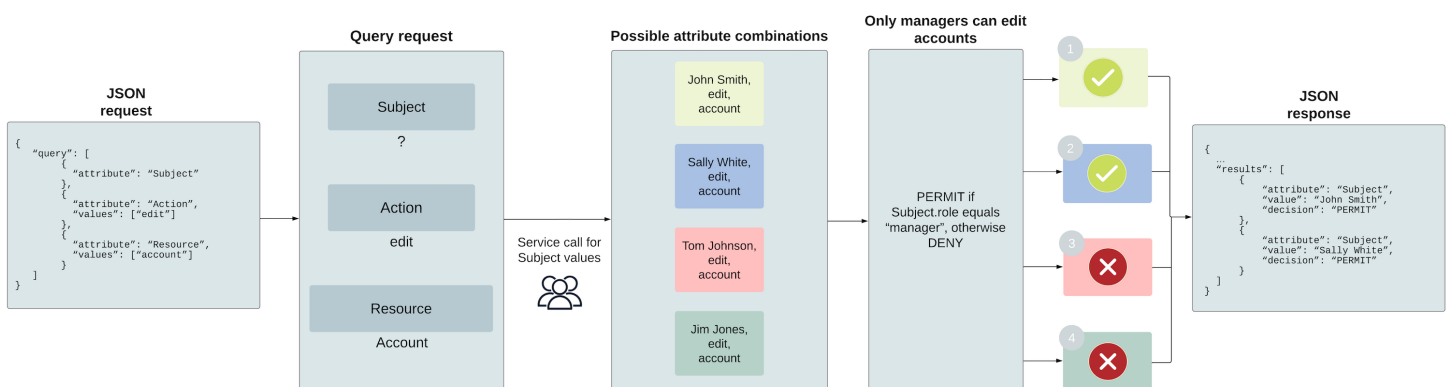 JSON
request
{
“query”: [
{
“attribute”: “Subject”
},
{
“attribute”: “Action”,
“values”: [“edit”]
},
{
“attribute”: “Resource”,
“values”: [“account”]
}
]
}
Query request
Subject
?
Action
edit
Resource
Account
Service call for
Subject values
Possible attribute combinations
John Smith,
edit,
account
Sally White,
edit,
account
Tom Johnson,
edit,
account
Jim Jones,
edit,
account
Only managers can edit
accounts
PERMIT if
Subject.role equals
“manager”, otherwise
DENY
1
2
3
4
JSON
response
{
…
“results”: [
{
“attribute”: “Subject”,
“value”: “John Smith”,
“decision”: “PERMIT”
},
{
“attribute”: “Subject”,
“value”: “Sally White”,
“decision”: “PERMIT”
}
]
}